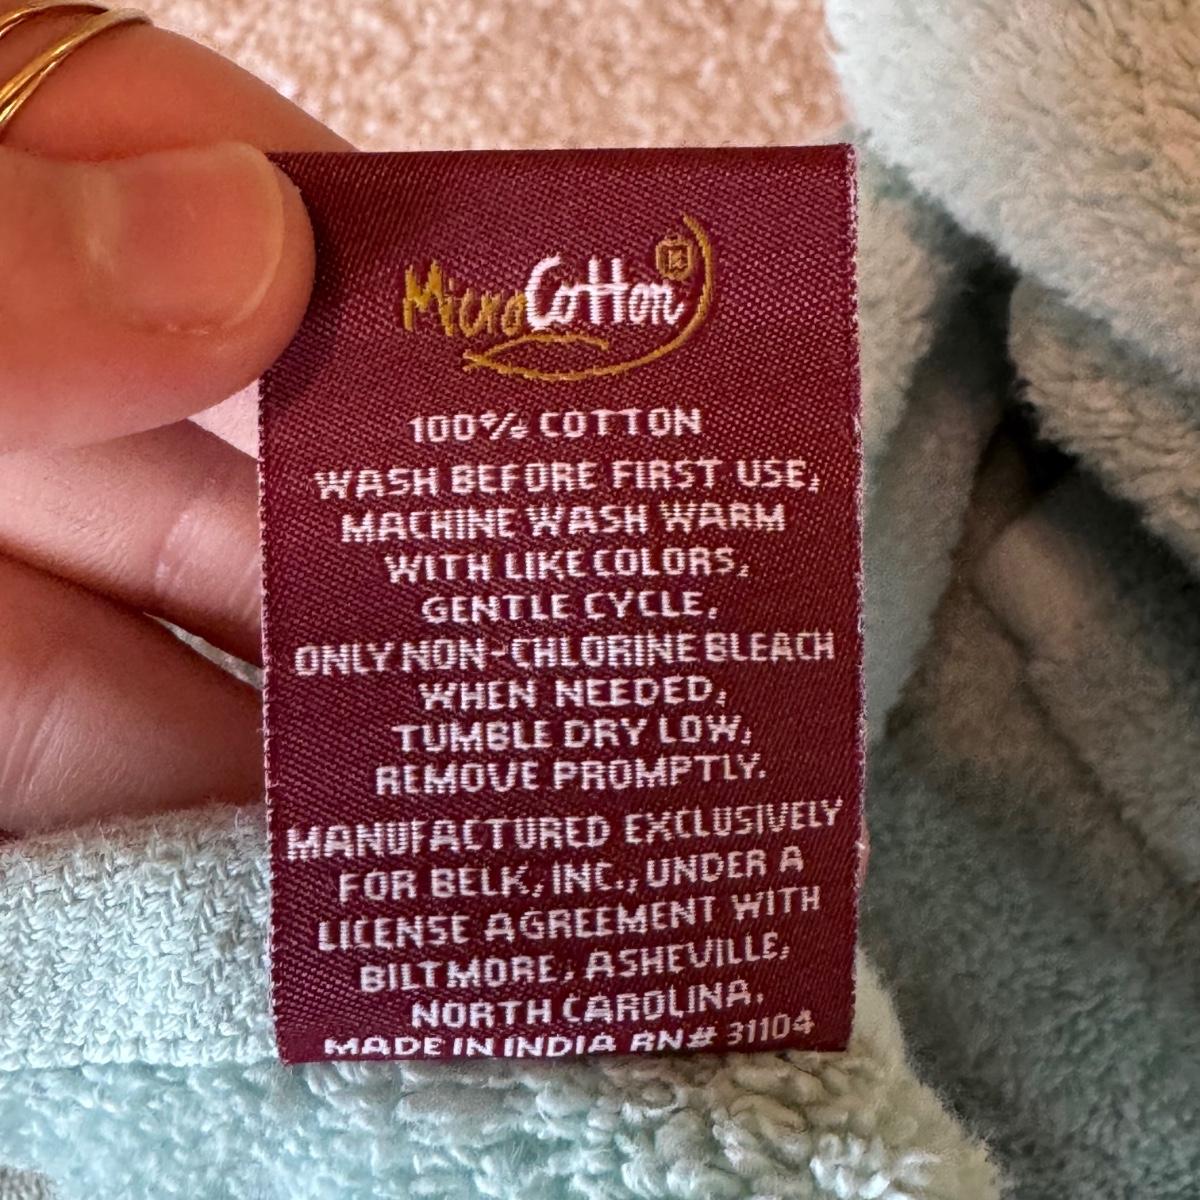 MicroCotton®
100% COTTON
WASH BEFORE FIRST USE,
MACHINE WASH WARM
WITH LIKE COLORS,
GENTLE CYCLE,
ONLY NON-CHLORINE BLEACH
WHEN NEEDED,
TUMBLE DRY LOW,
REMOVE PROMPTLY.
MANUFACTURED EXCLUSIVELY
FOR BELK, INC., UNDER A
LICENSE AGREEMENT WITH
BILTMORE, ASHEVILLE,
NORTH CAROLINA.
MADE IN INDIA RN# 31104